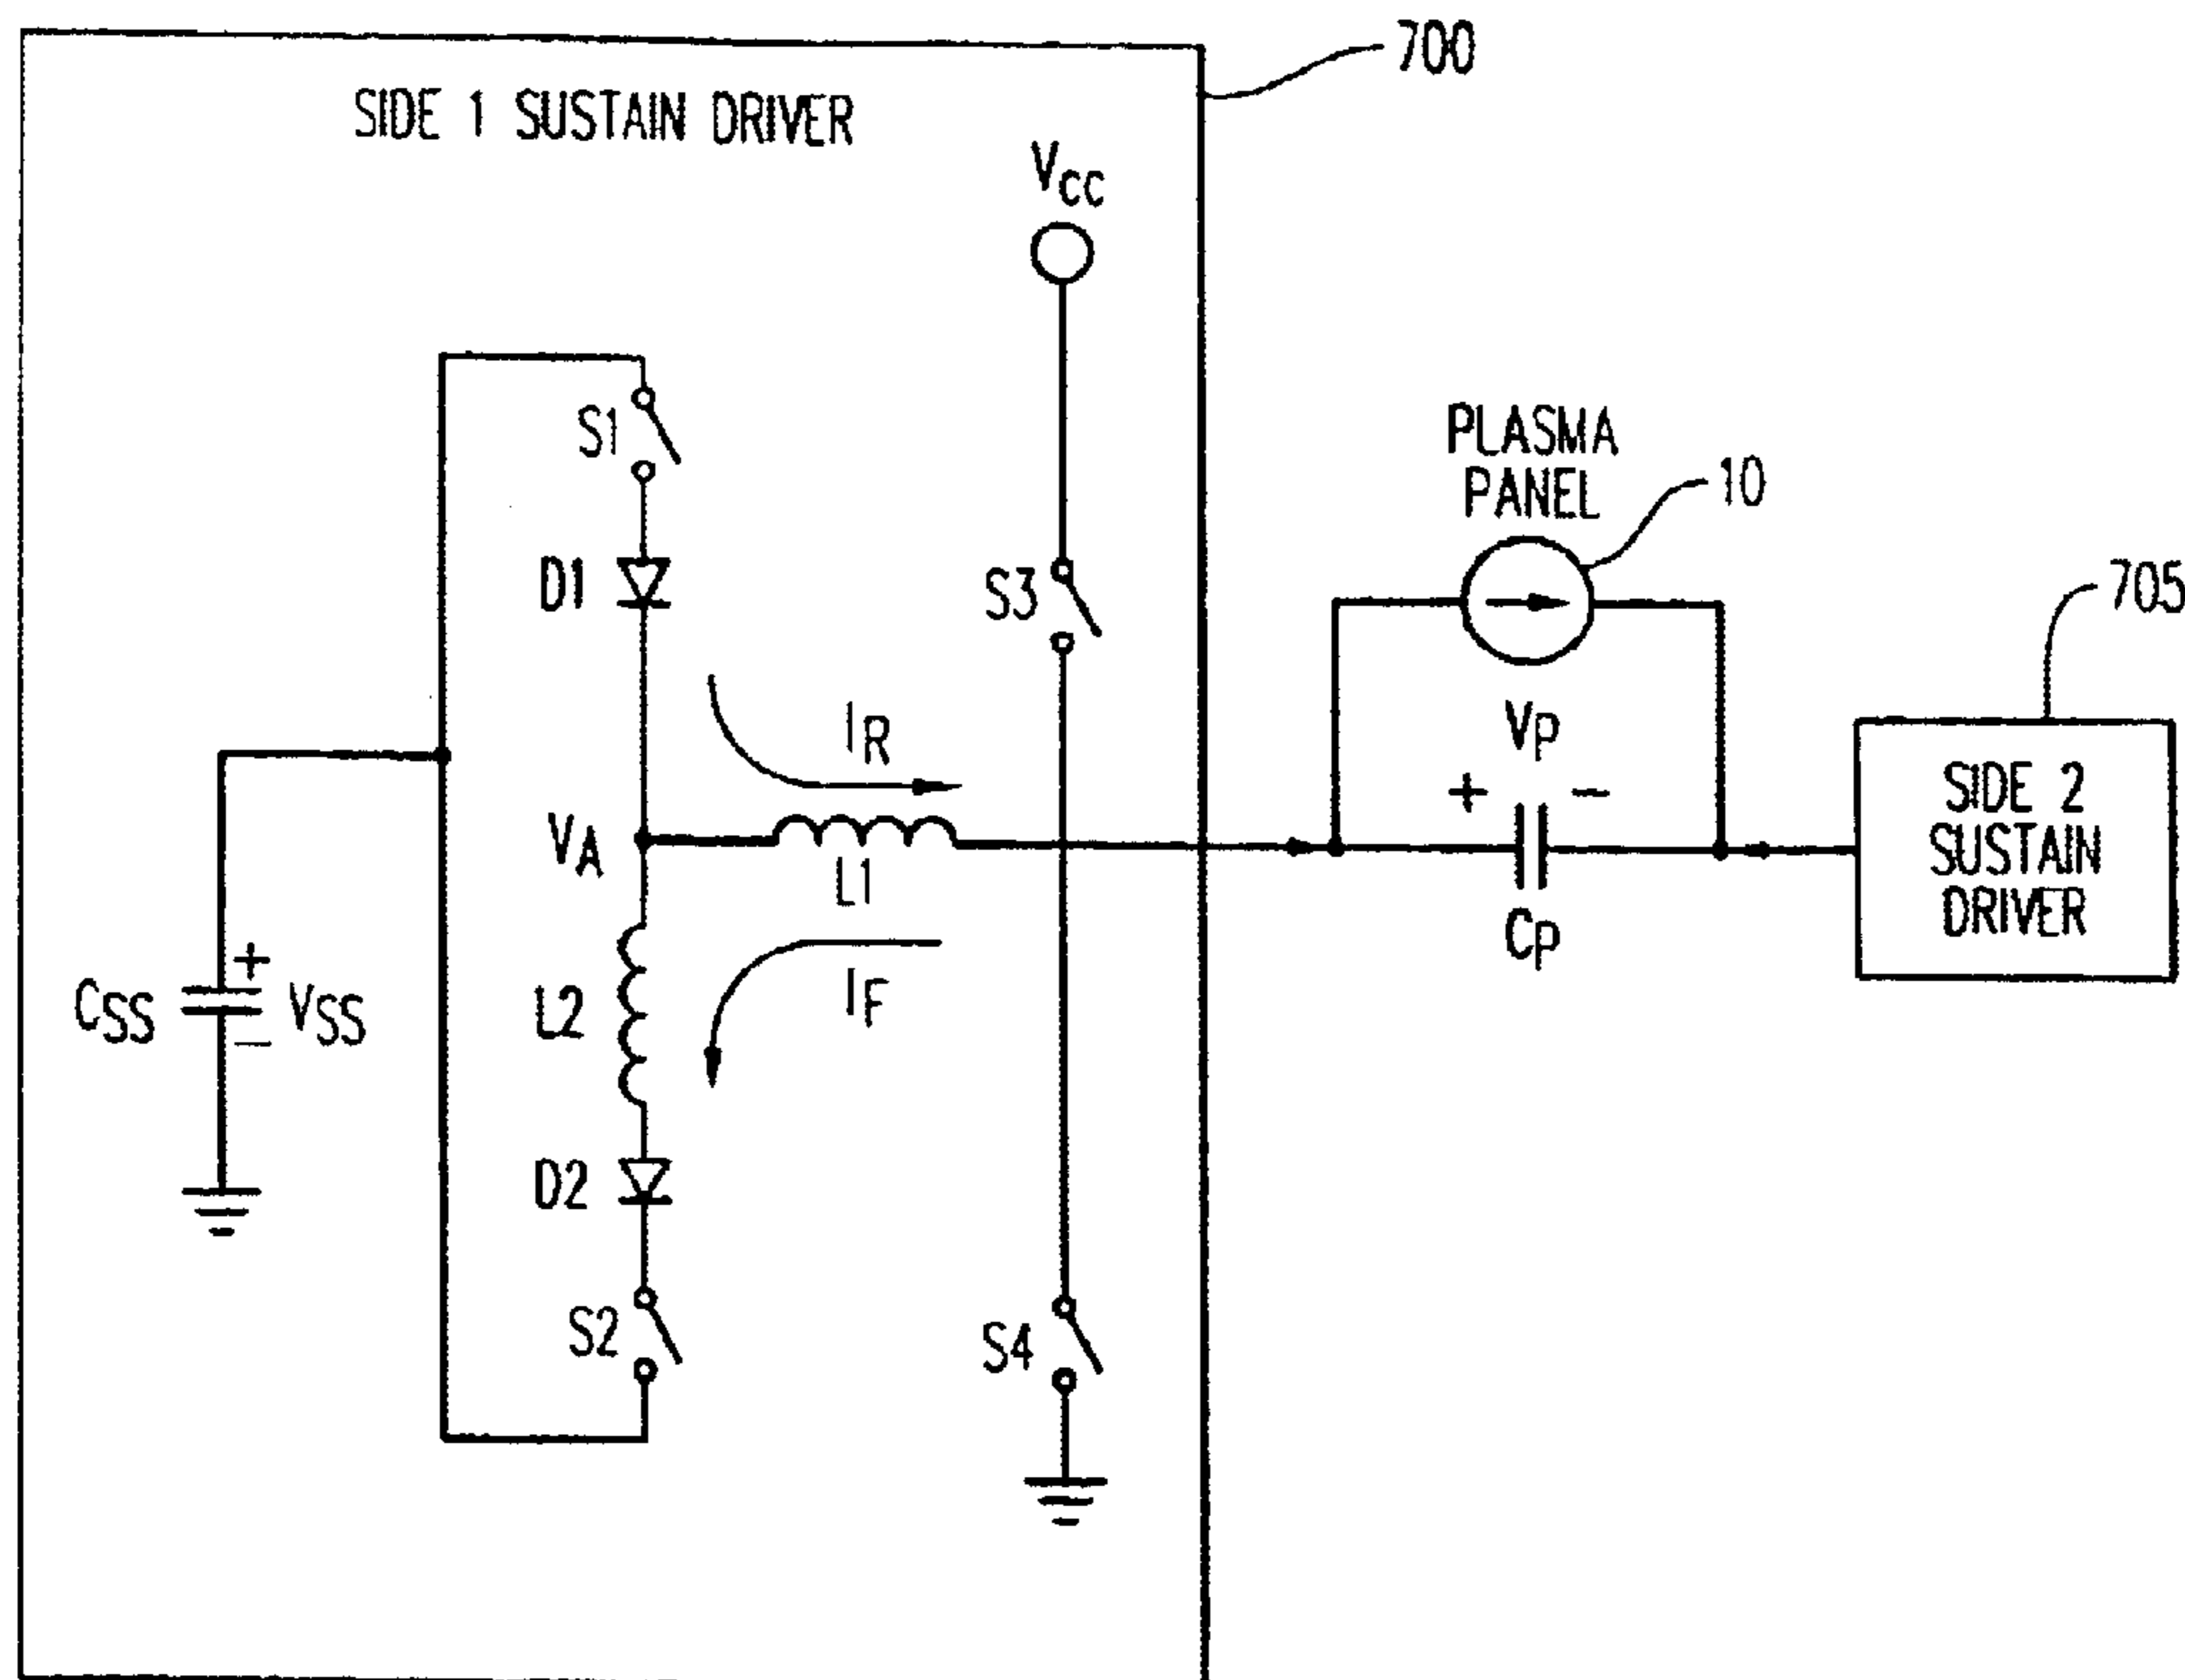 700
SIDE 1 SUSTAIN DRIVER
VCC
S1
PLASMA
PANEL
10
D1
S3
705
IR
VP
+ −
SIDE 2
SUSTAIN
DRIVER
VA
L1
CP
+
CSS
VSS
−
L2
IF
D2
S2
S4